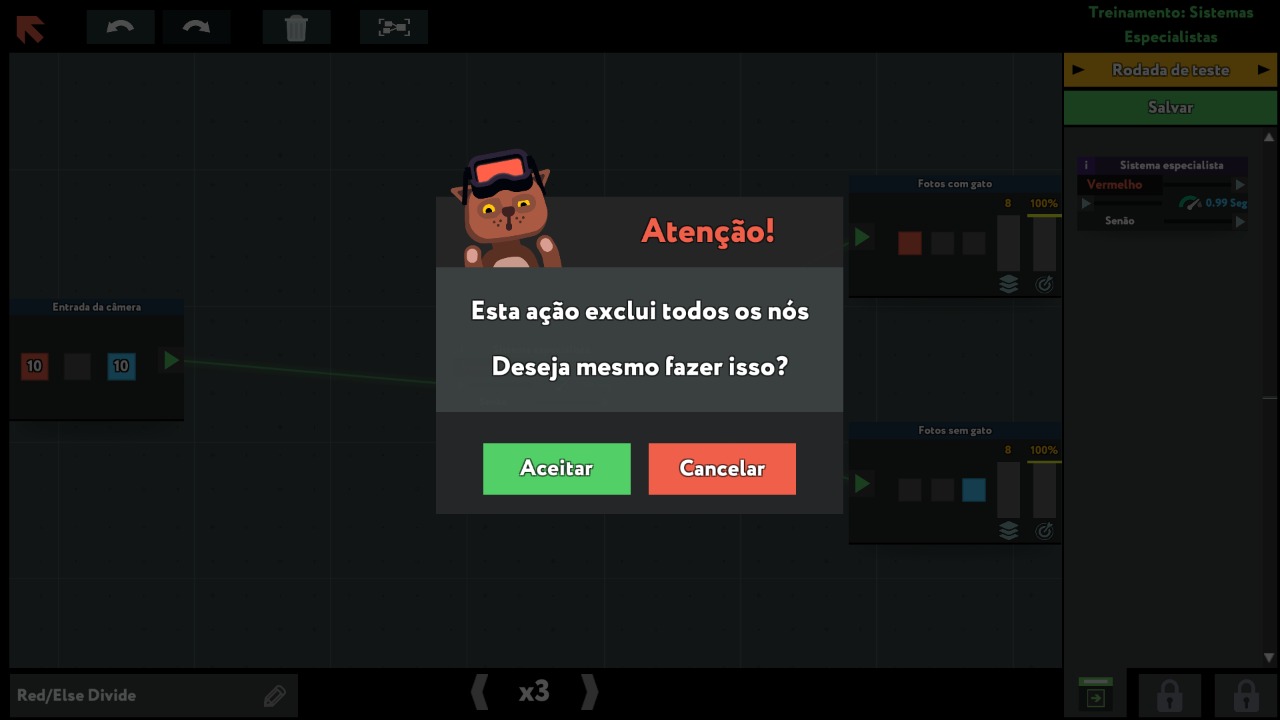 Treinamento: Sistemas
Especialistas
Rodada de teste
Salvar
Sistema especialista
Vermelho
0.99 Seg
Senão
Fotos com gato
8 100%
Atenção!
Esta ação exclui todos os nós
Deseja mesmo fazer isso?
Aceitar
Cancelar
Entrada da câmera
10 10
Fotos sem gato
8 100%
Red/Else Divide
x3